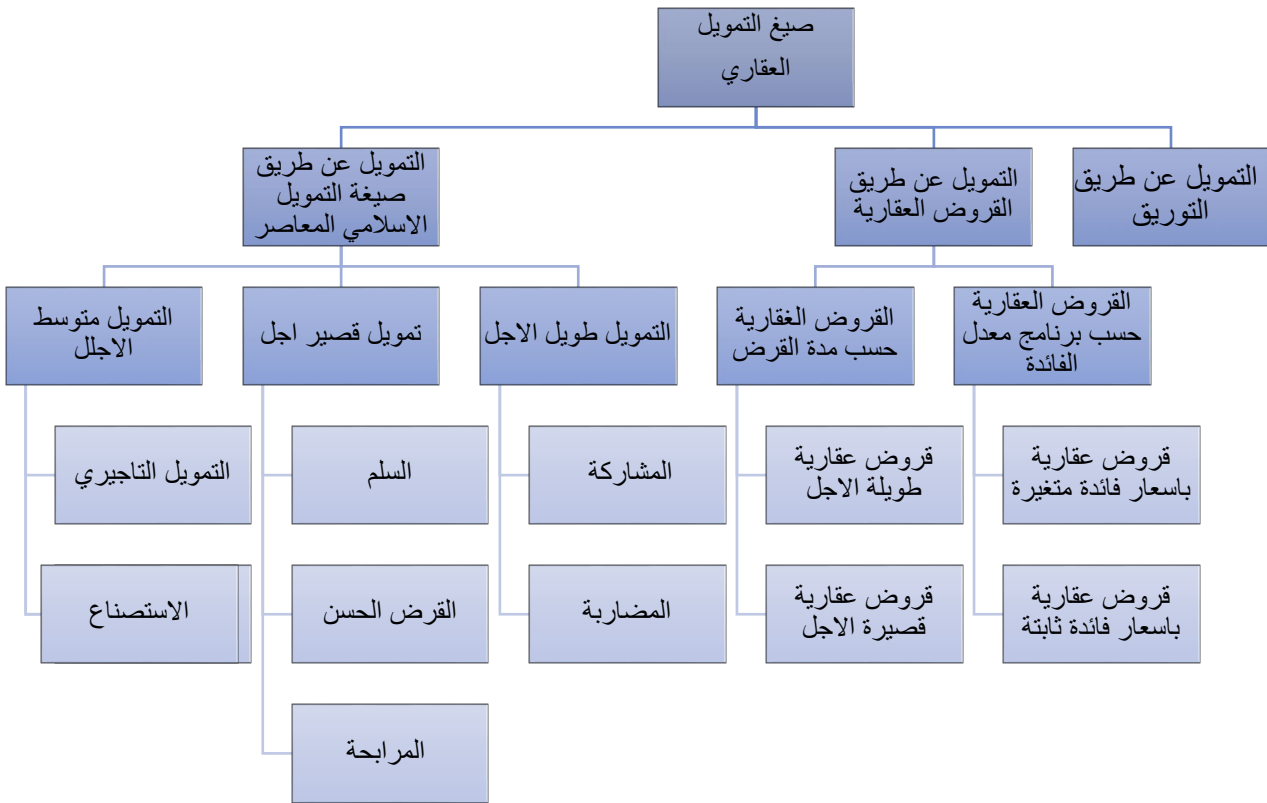 صيغ التمويل
العقاري
التمويل عن طريق
التوريق
التمويل عن طريق
القروض العقارية
التمويل عن طريق
صيغة التمويل
الاسلامي المعاصر
القروض العقارية
حسب برنامج معدل
الفائدة
القروض الغقارية
حسب مدة القرض
التمويل طويل الاجل
تمويل قصير اجل
التمويل متوسط
الاجلل
قروض عقارية
باسعار فائدة متغيرة
قروض عقارية
طويلة الاجل
المشاركة
السلم
التمويل التاجيري
قروض عقارية
باسعار فائدة ثابتة
قروض عقارية
قصيرة الاجل
المضاربة
القرض الحسن
الاستصناع
المرابحة